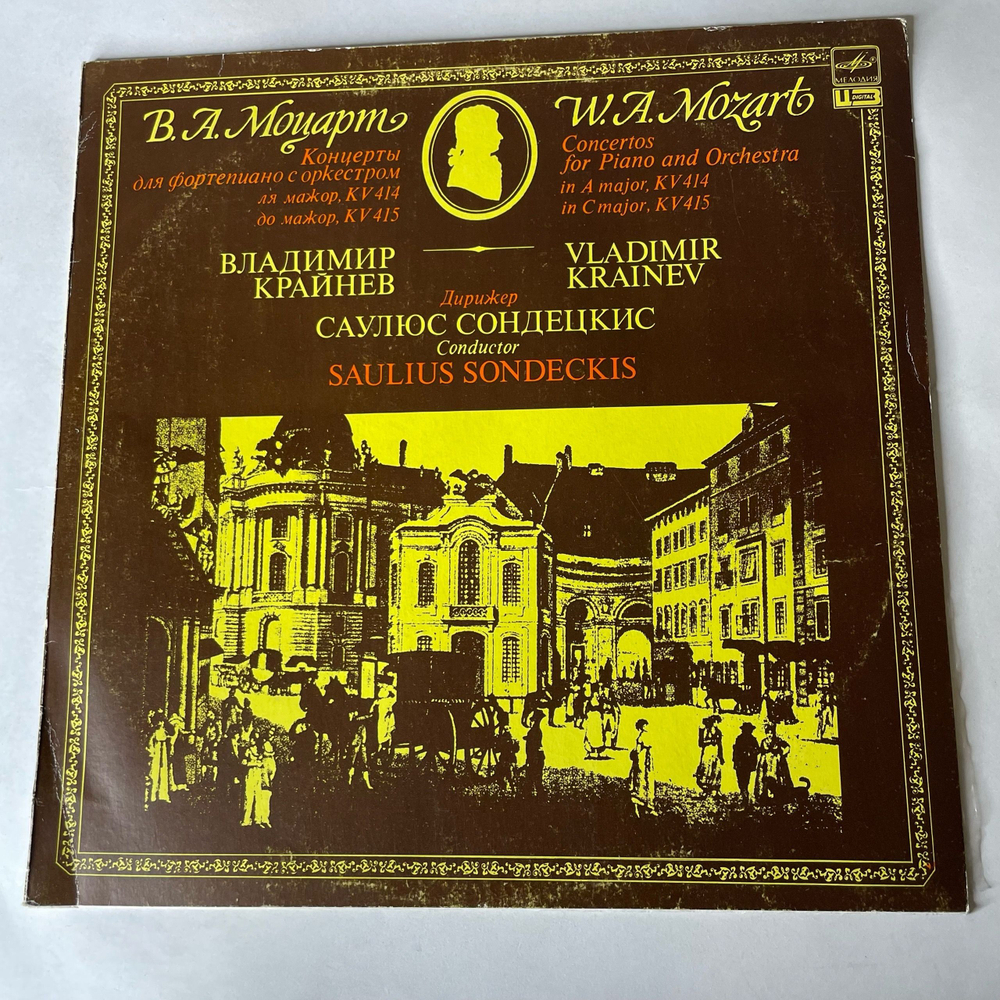 МЕЛОДИЯ
DIGITAL
В.А.Моцарт
Концерты
для фортепиано с оркестром
ля мажор, KV 414
до мажор, KV 415
W.A.Mozart
Concertos
for Piano and Orchestra
in A major, KV 414
in C major, KV 415
ВЛАДИМИР
КРАЙНЕВ
VLADIMIR
KRAINEV
Дирижер
САУЛЮС СОНДЕЦКИС
Conductor
SAULIUS SONDECKIS